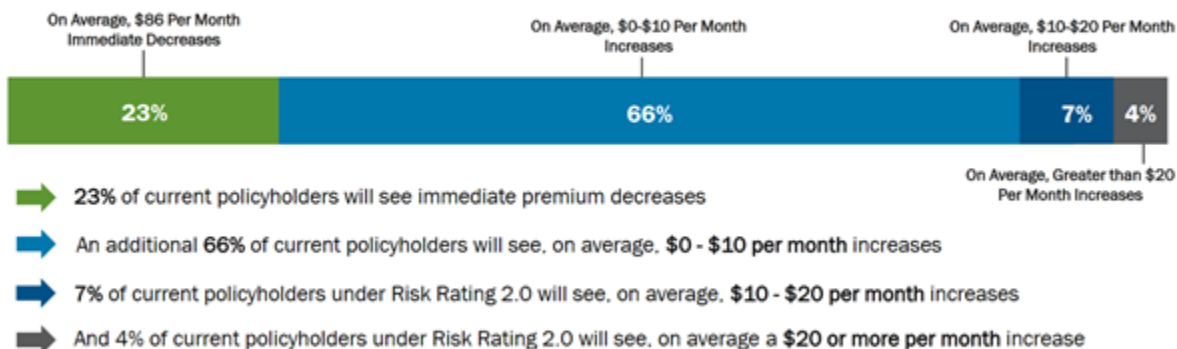 On Average, $86 Per Month
Immediate Decreases
On Average, $0-$10 Per Month
Increases
On Average, $10-$20 Per Month
Increases
23%
66%
7%
4%
On Average, Greater than $20
Per Month Increases
23% of current policyholders will see immediate premium decreases
An additional 66% of current policyholders will see, on average, $0 - $10 per month increases
7% of current policyholders under Risk Rating 2.0 will see, on average, $10 - $20 per month increases
And 4% of current policyholders under Risk Rating 2.0 will see, on average a $20 or more per month increase